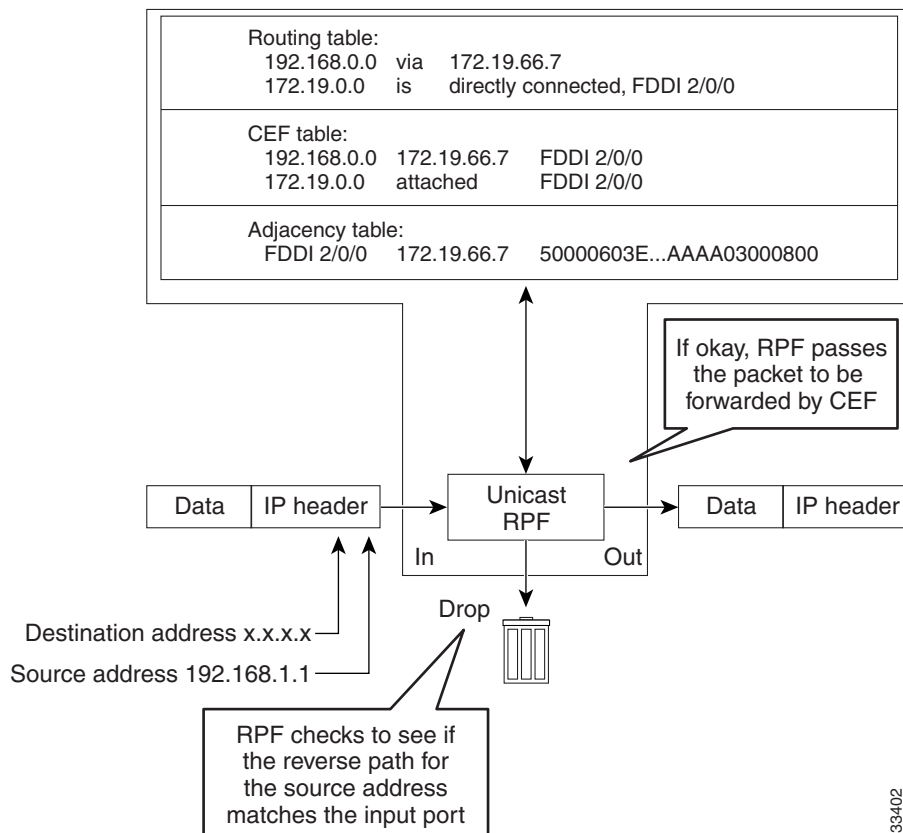 Routing table:
192.168.0.0 via 172.19.66.7
172.19.0.0 is directly connected, FDDI 2/0/0
CEF table:
192.168.0.0 172.19.66.7 FDDI 2/0/0
172.19.0.0 attached FDDI 2/0/0
Adjacency table:
FDDI 2/0/0 172.19.66.7 50000603E...AAAA03000800
If okay, RPF passes
the packet to be
forwarded by CEF
Data IP header
Unicast
RPF
Data IP header
In Out
Drop
Destination address x.x.x.x
Source address 192.168.1.1
RPF checks to see if
the reverse path for
the source address
matches the input port
33402